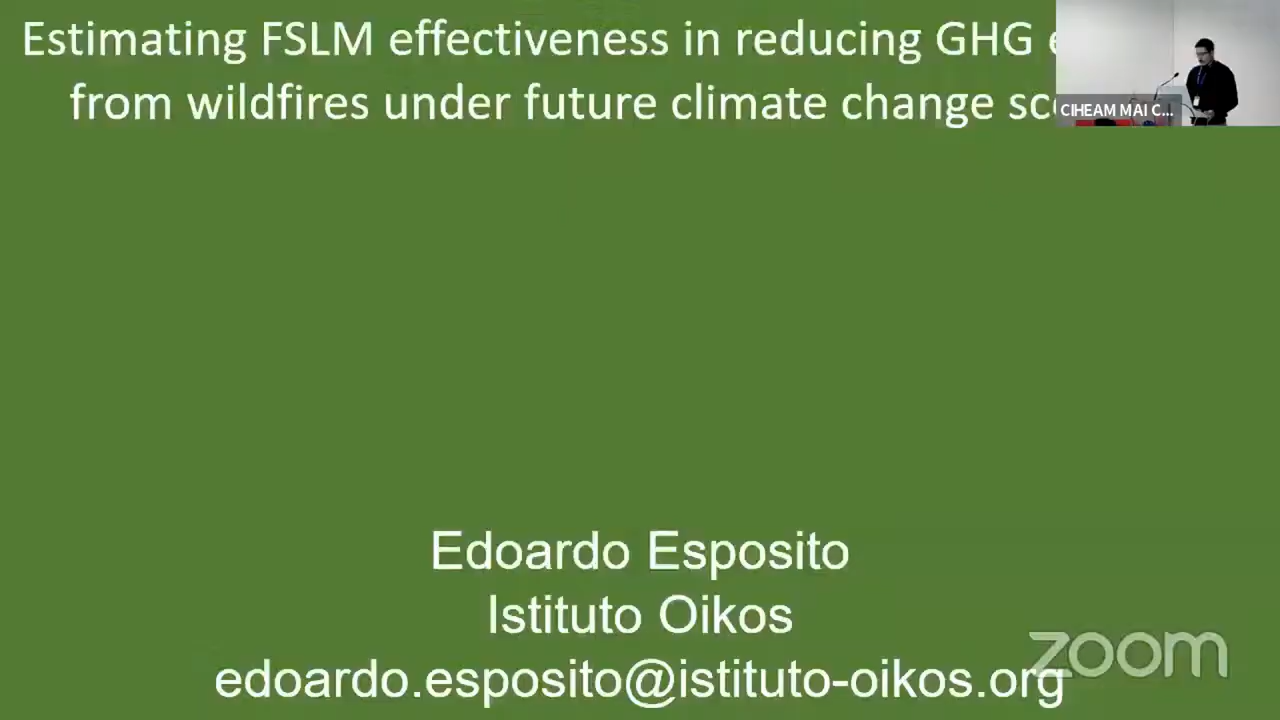 Estimating FSLM effectiveness in reducing GHG
from wildfires under future climate change
CIHEAM MAI C...
Edoardo Esposito
Istituto Oikos
edoardo.esposito@istituto-oikos.org
zoom